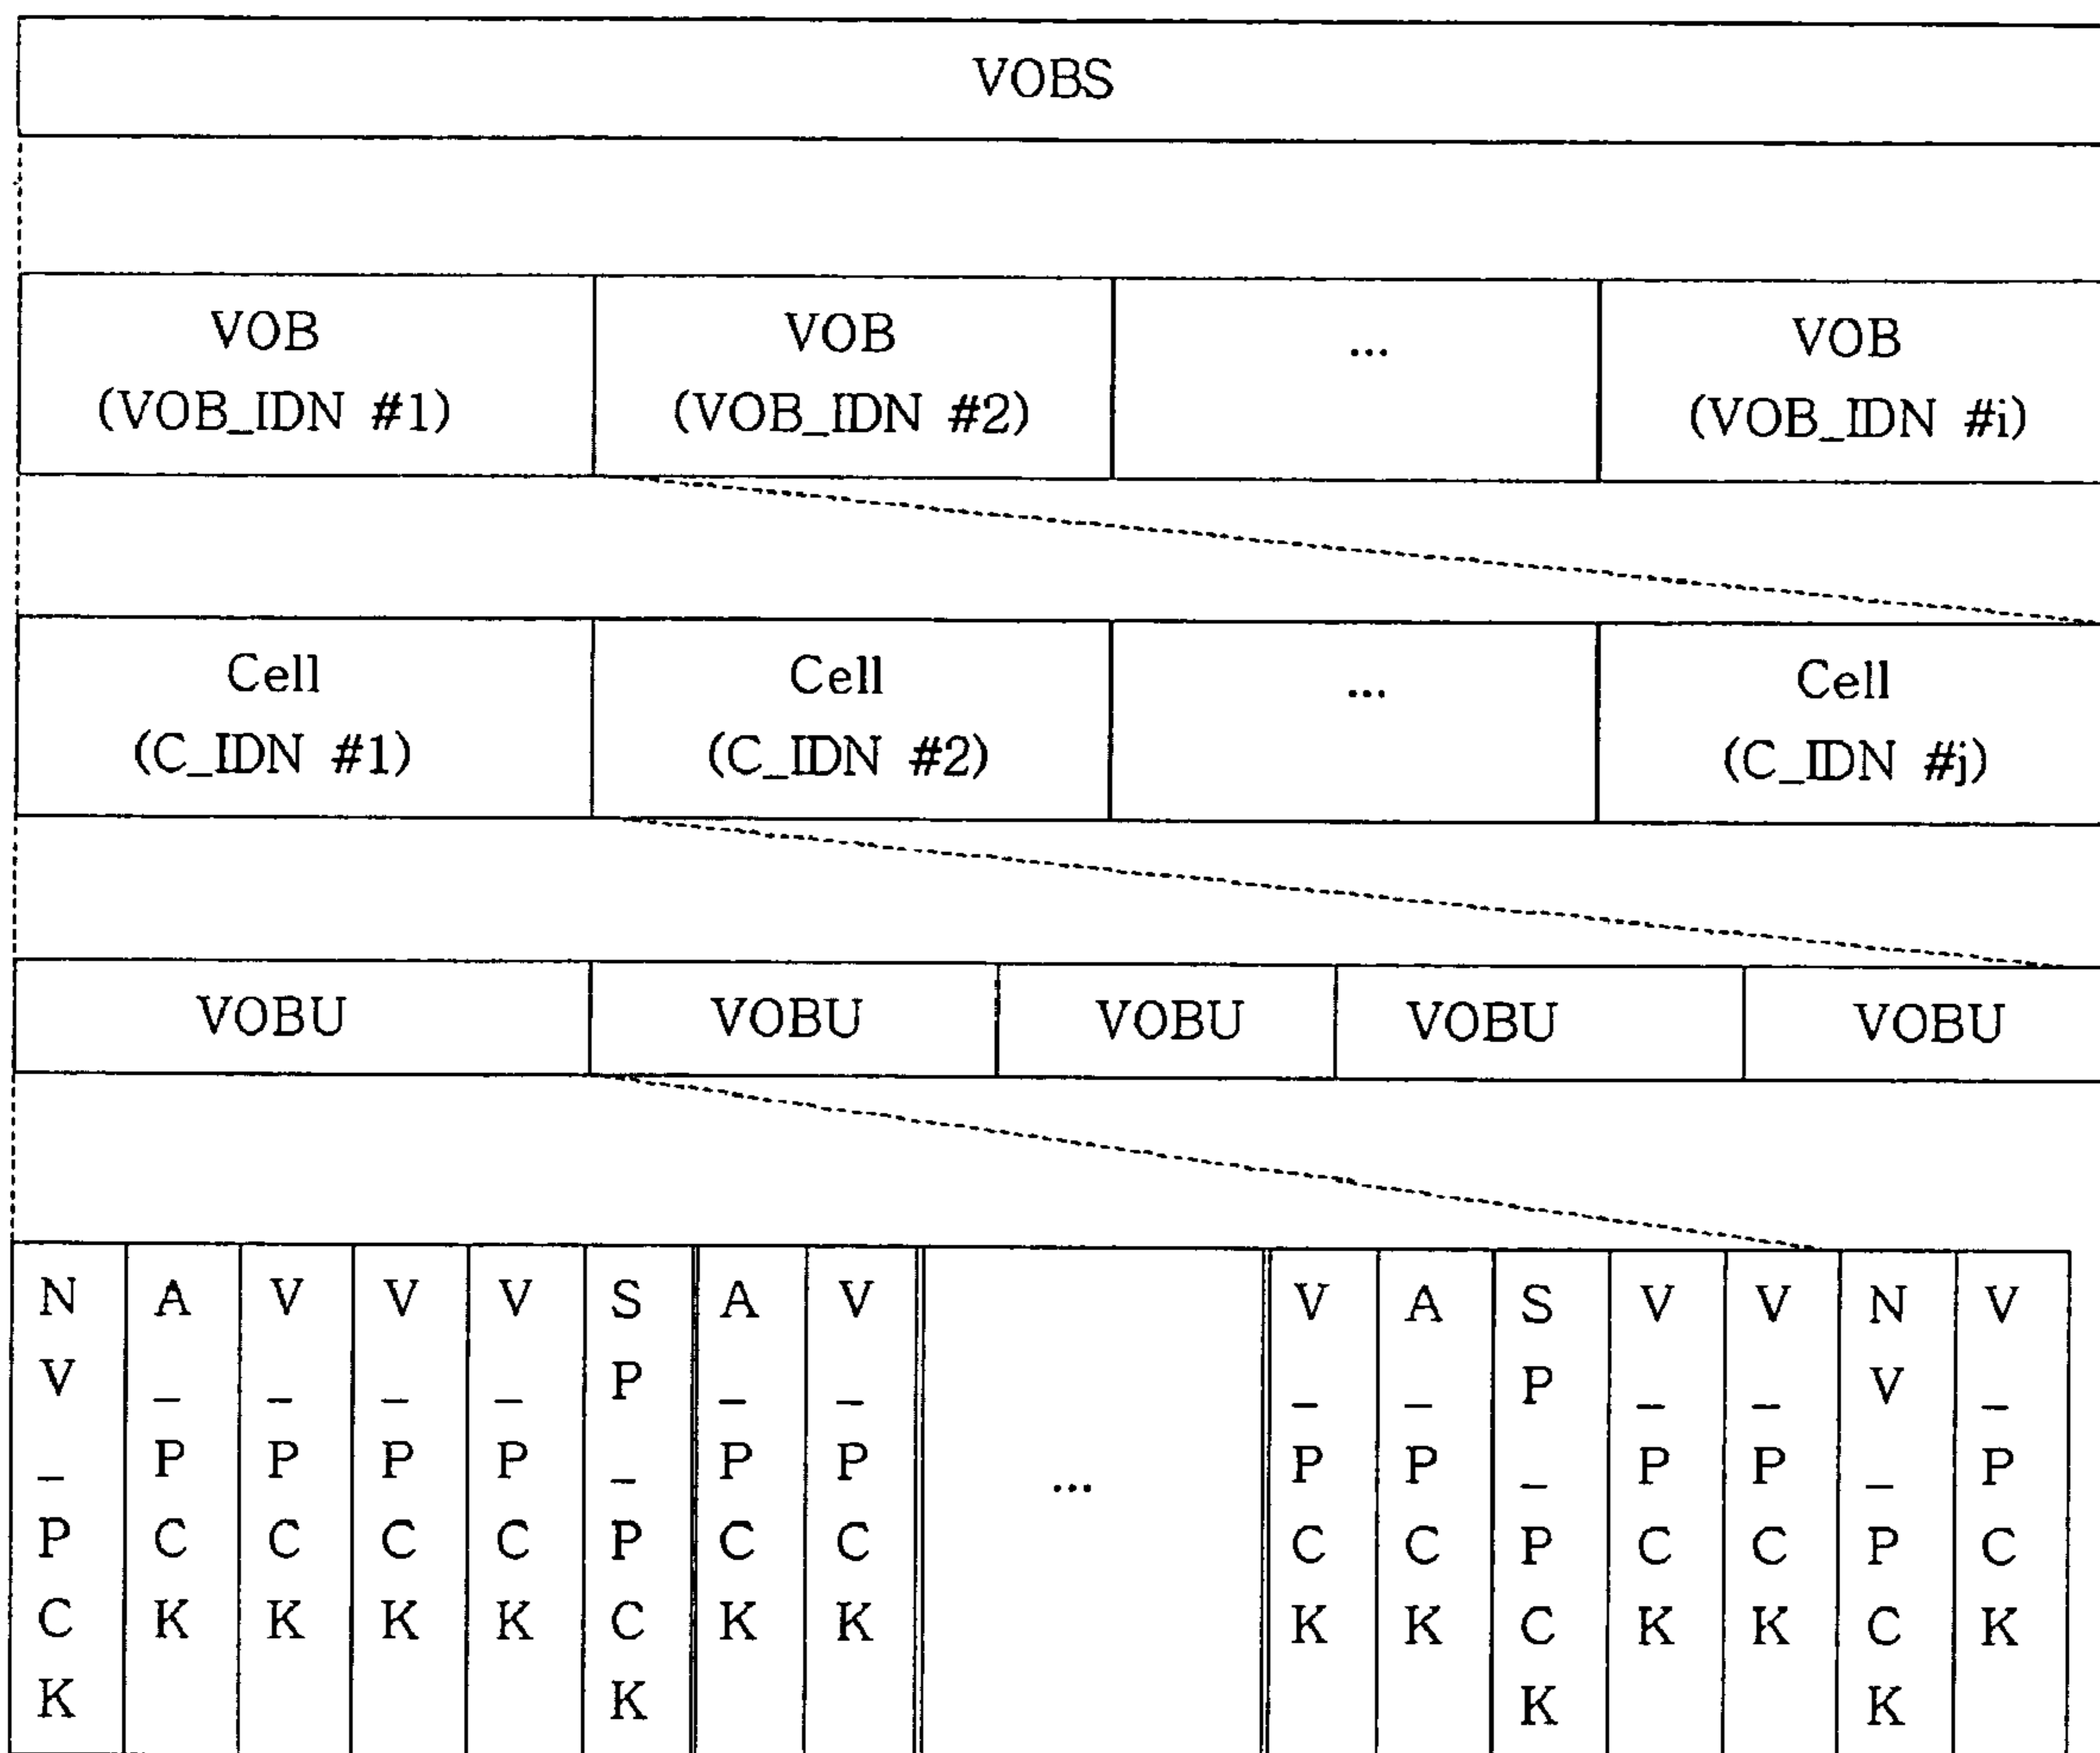 VOBS
VOB VOB ... VOB
(VOB_IDN #1) (VOB_IDN #2) (VOB_IDN #i)
Cell Cell ... Cell
(C_IDN #1) (C_IDN #2) (C_IDN #j)
VOBU VOBU VOBU VOBU VOBU
NV_PCK
A_PCK
V_PCK
V_PCK
V_PCK
SP_PCK
A_PCK
V_PCK
...
V_PCK
A_PCK
SP_PCK
V_PCK
V_PCK
NV_PCK
V_PCK